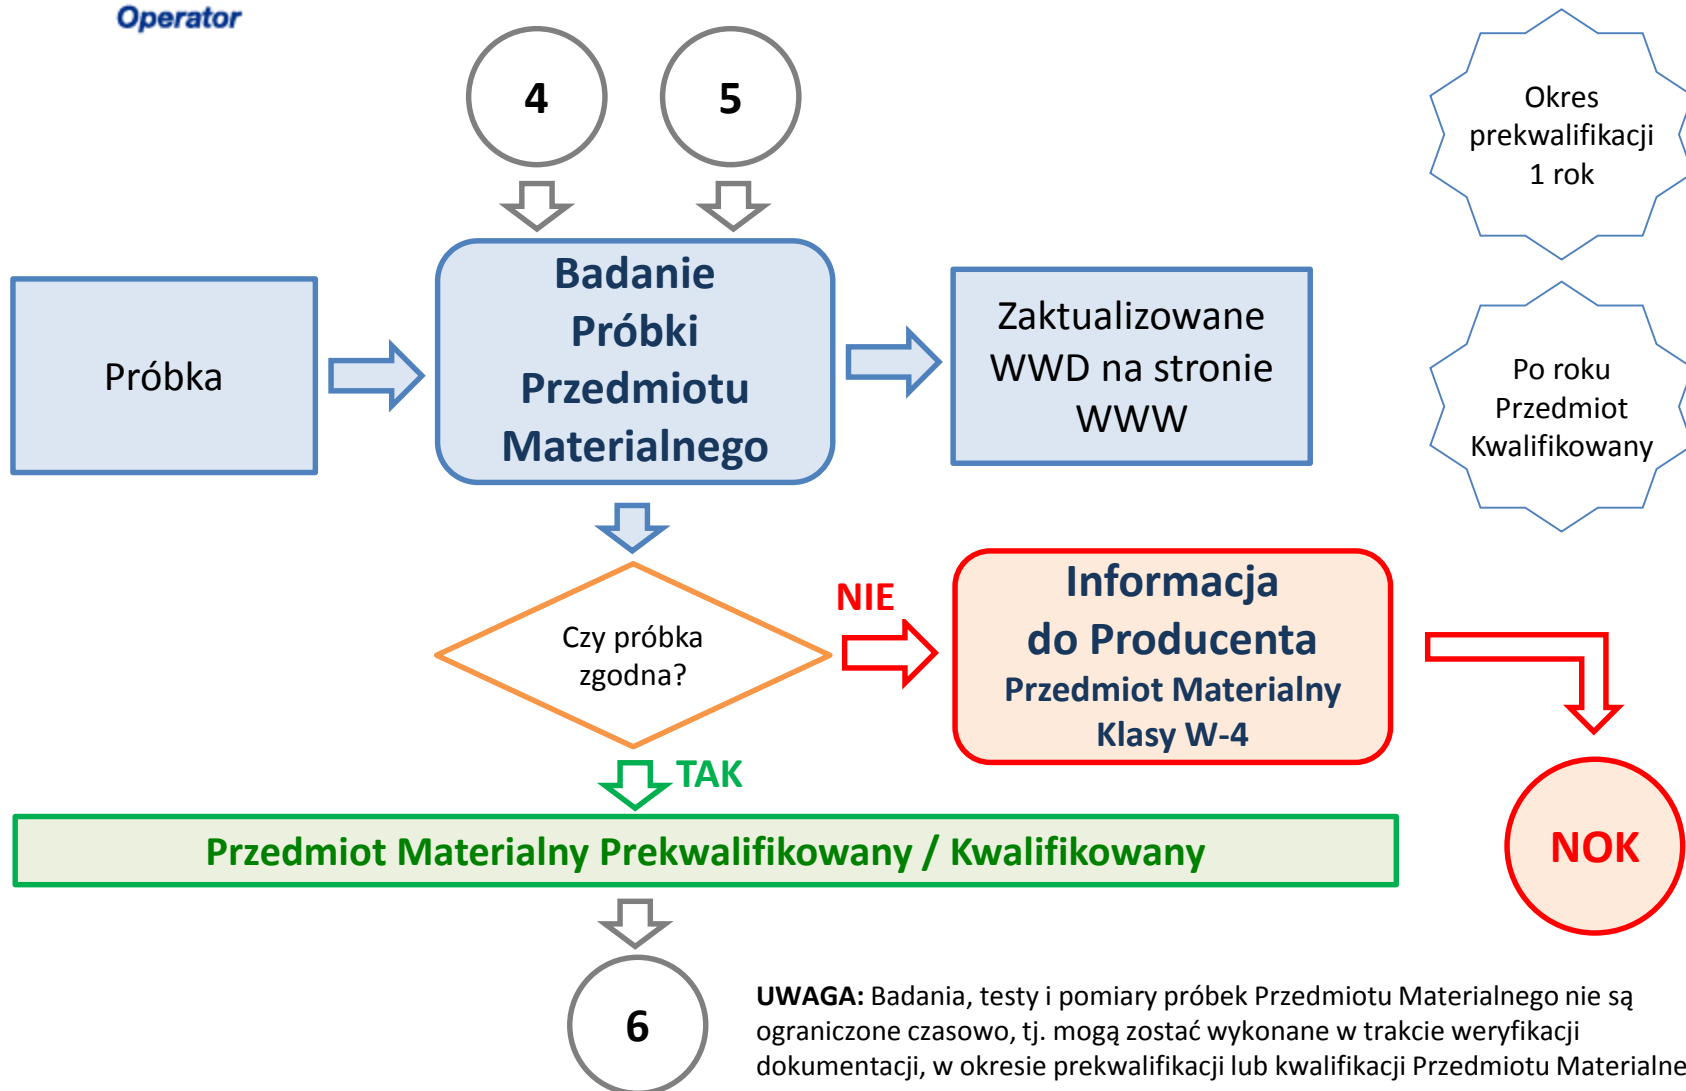 Operator
4
5
Okres
prekwalifikacji
1 rok
Próbka
Badanie
Próbki
Przedmiotu
Materialnego
Zaktualizowane
WWD na stronie
WWW
Po roku
Przedmiot
Kwalifikowany
Czy próbka
zgodna?
NIE
Informacja
do Producenta
Przedmiot Materialny
Klasy W-4
TAK
Przedmiot Materialny Prekwalifikowany / Kwalifikowany
NOK
6
UWAGA: Badania, testy i pomiary próbek Przedmiotu Materialnego nie są
ograniczone czasowo, tj. mogą zostać wykonane w trakcie weryfikacji
dokumentacji, w okresie prekwalifikacji lub kwalifikacji Przedmiotu Materialne